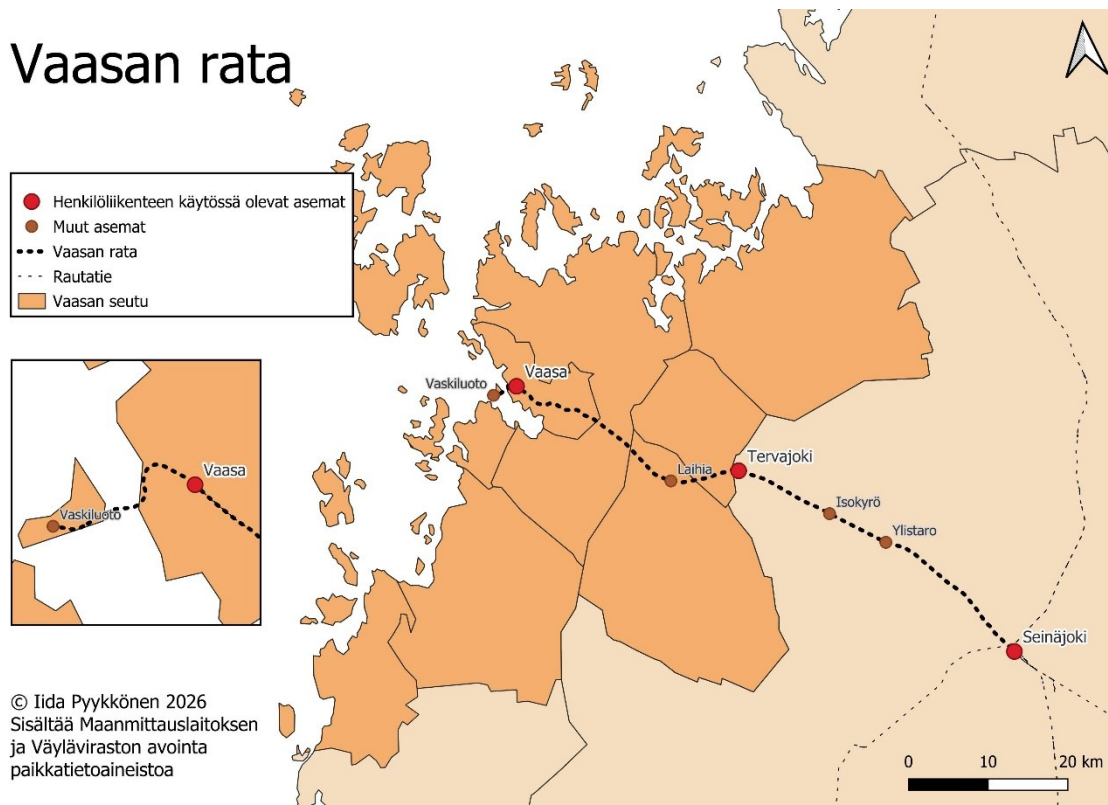 Vaasan rata
Henkilöliikenteen käytössä olevat asemat
Muut asemat
Vaasan rata
Rautatie
Vaasan seutu
Vaskiluoto
Vaasa
Laihia
Tervajoki
Isokyrö
Ylistaro
Seinäjoki
Vaasa
Vaskiluoto
© Iida Pyykkönen 2026
Sisältää Maanmittauslaitoksen
ja Väyläviraston avointa
paikkatietoaineistoa
0 10 20 km